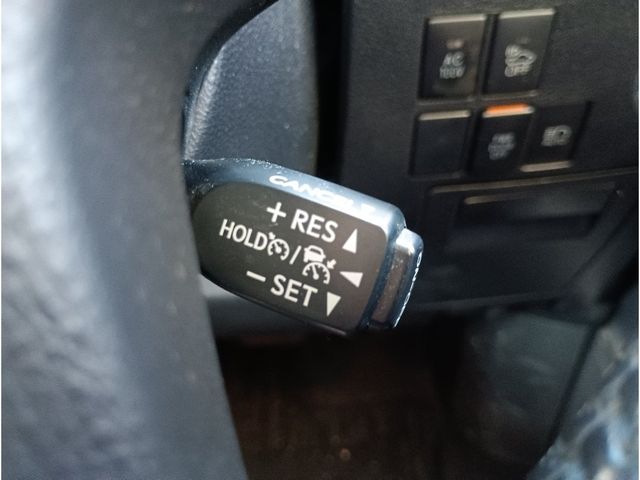 AC
100V
OFF
CANCEL
+ RES
HOLD /
− SET